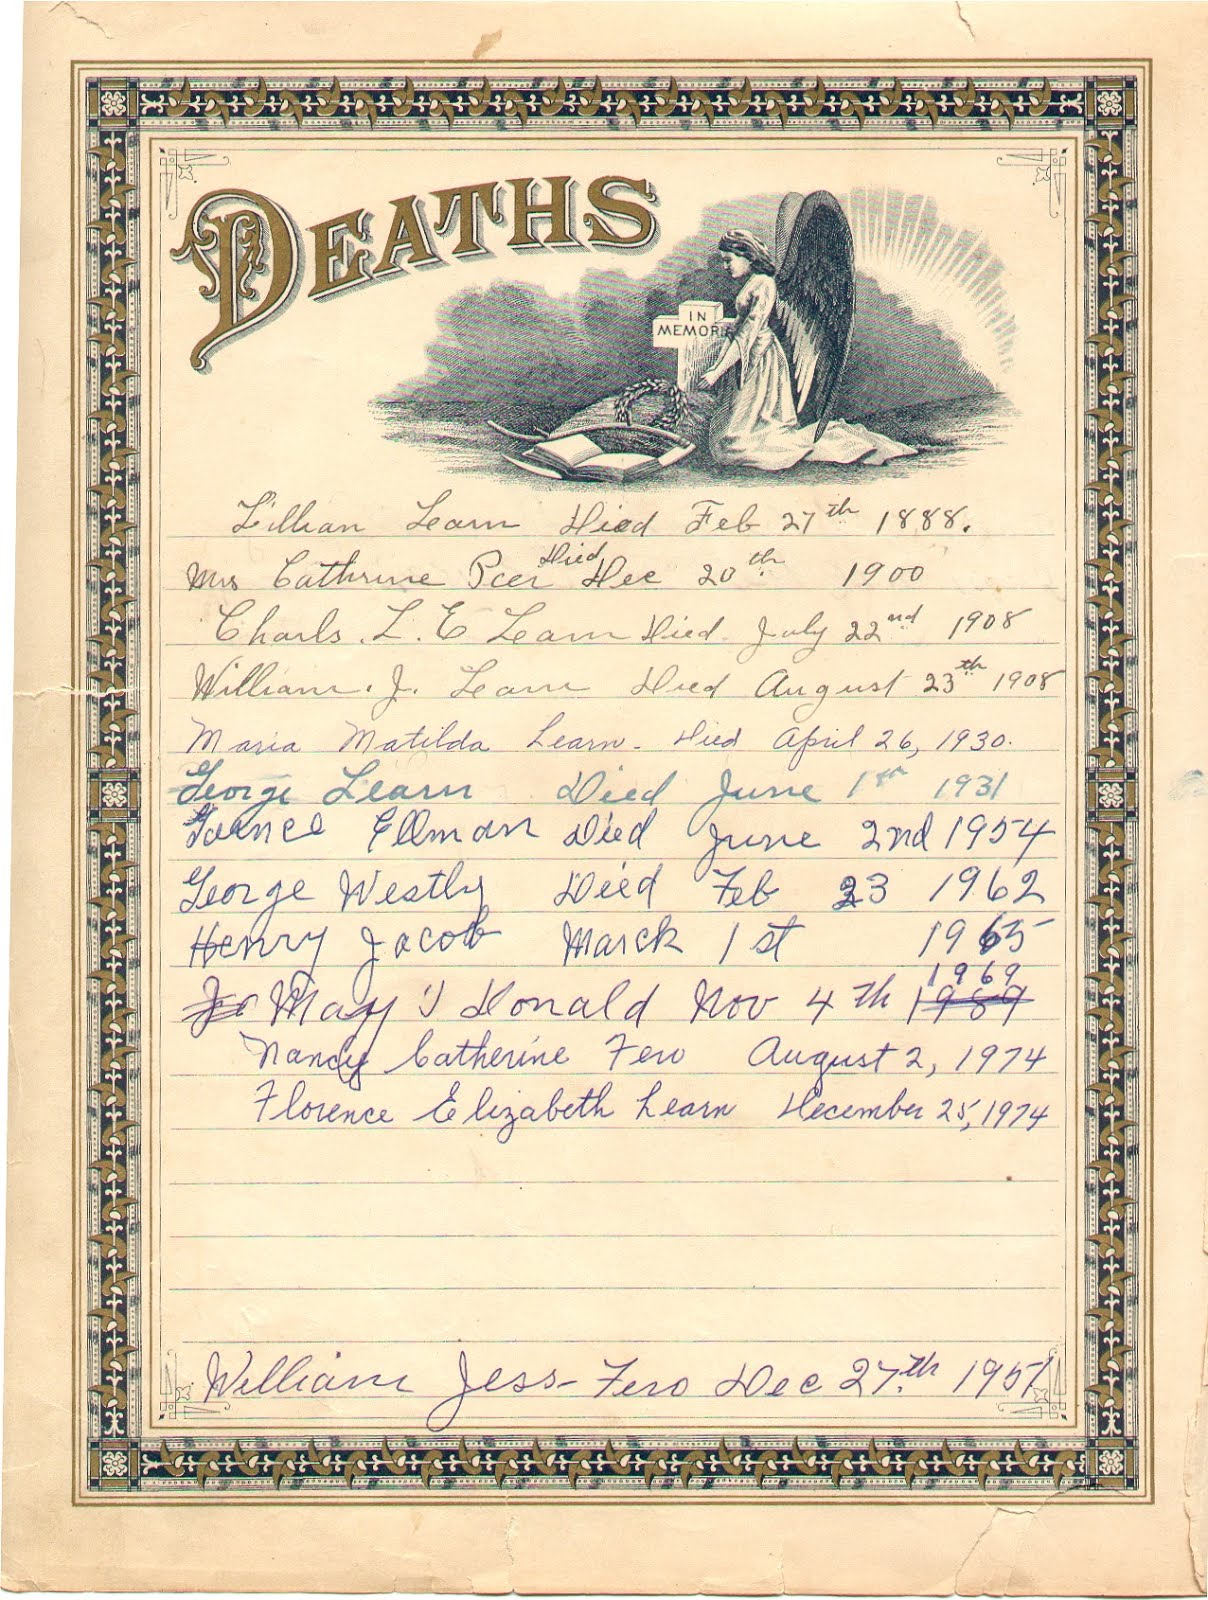 DEATHS
IN
MEMORI
Lillian Learn Died Feb 27th 1888.
Mrs Cathrine Peer Died Dec 20th 1900
Charls. L. E Learn Died July 22nd 1908
William. J. Learn Died August 23th 1908
Maria Matilda Learn. Died April 26, 1930.
George Learn Died June 1st 1931
Ellman Died June 2nd 1954
George Westly Died Feb 23 1962
Henry Jacob March 1st 1965
1969
May Donald Nov 4th 1989
Nancy Catherine Fero August 2, 1974
Florence Elizabeth Learn December 25, 1974
William Jess- Fero Dec 27th. 1957